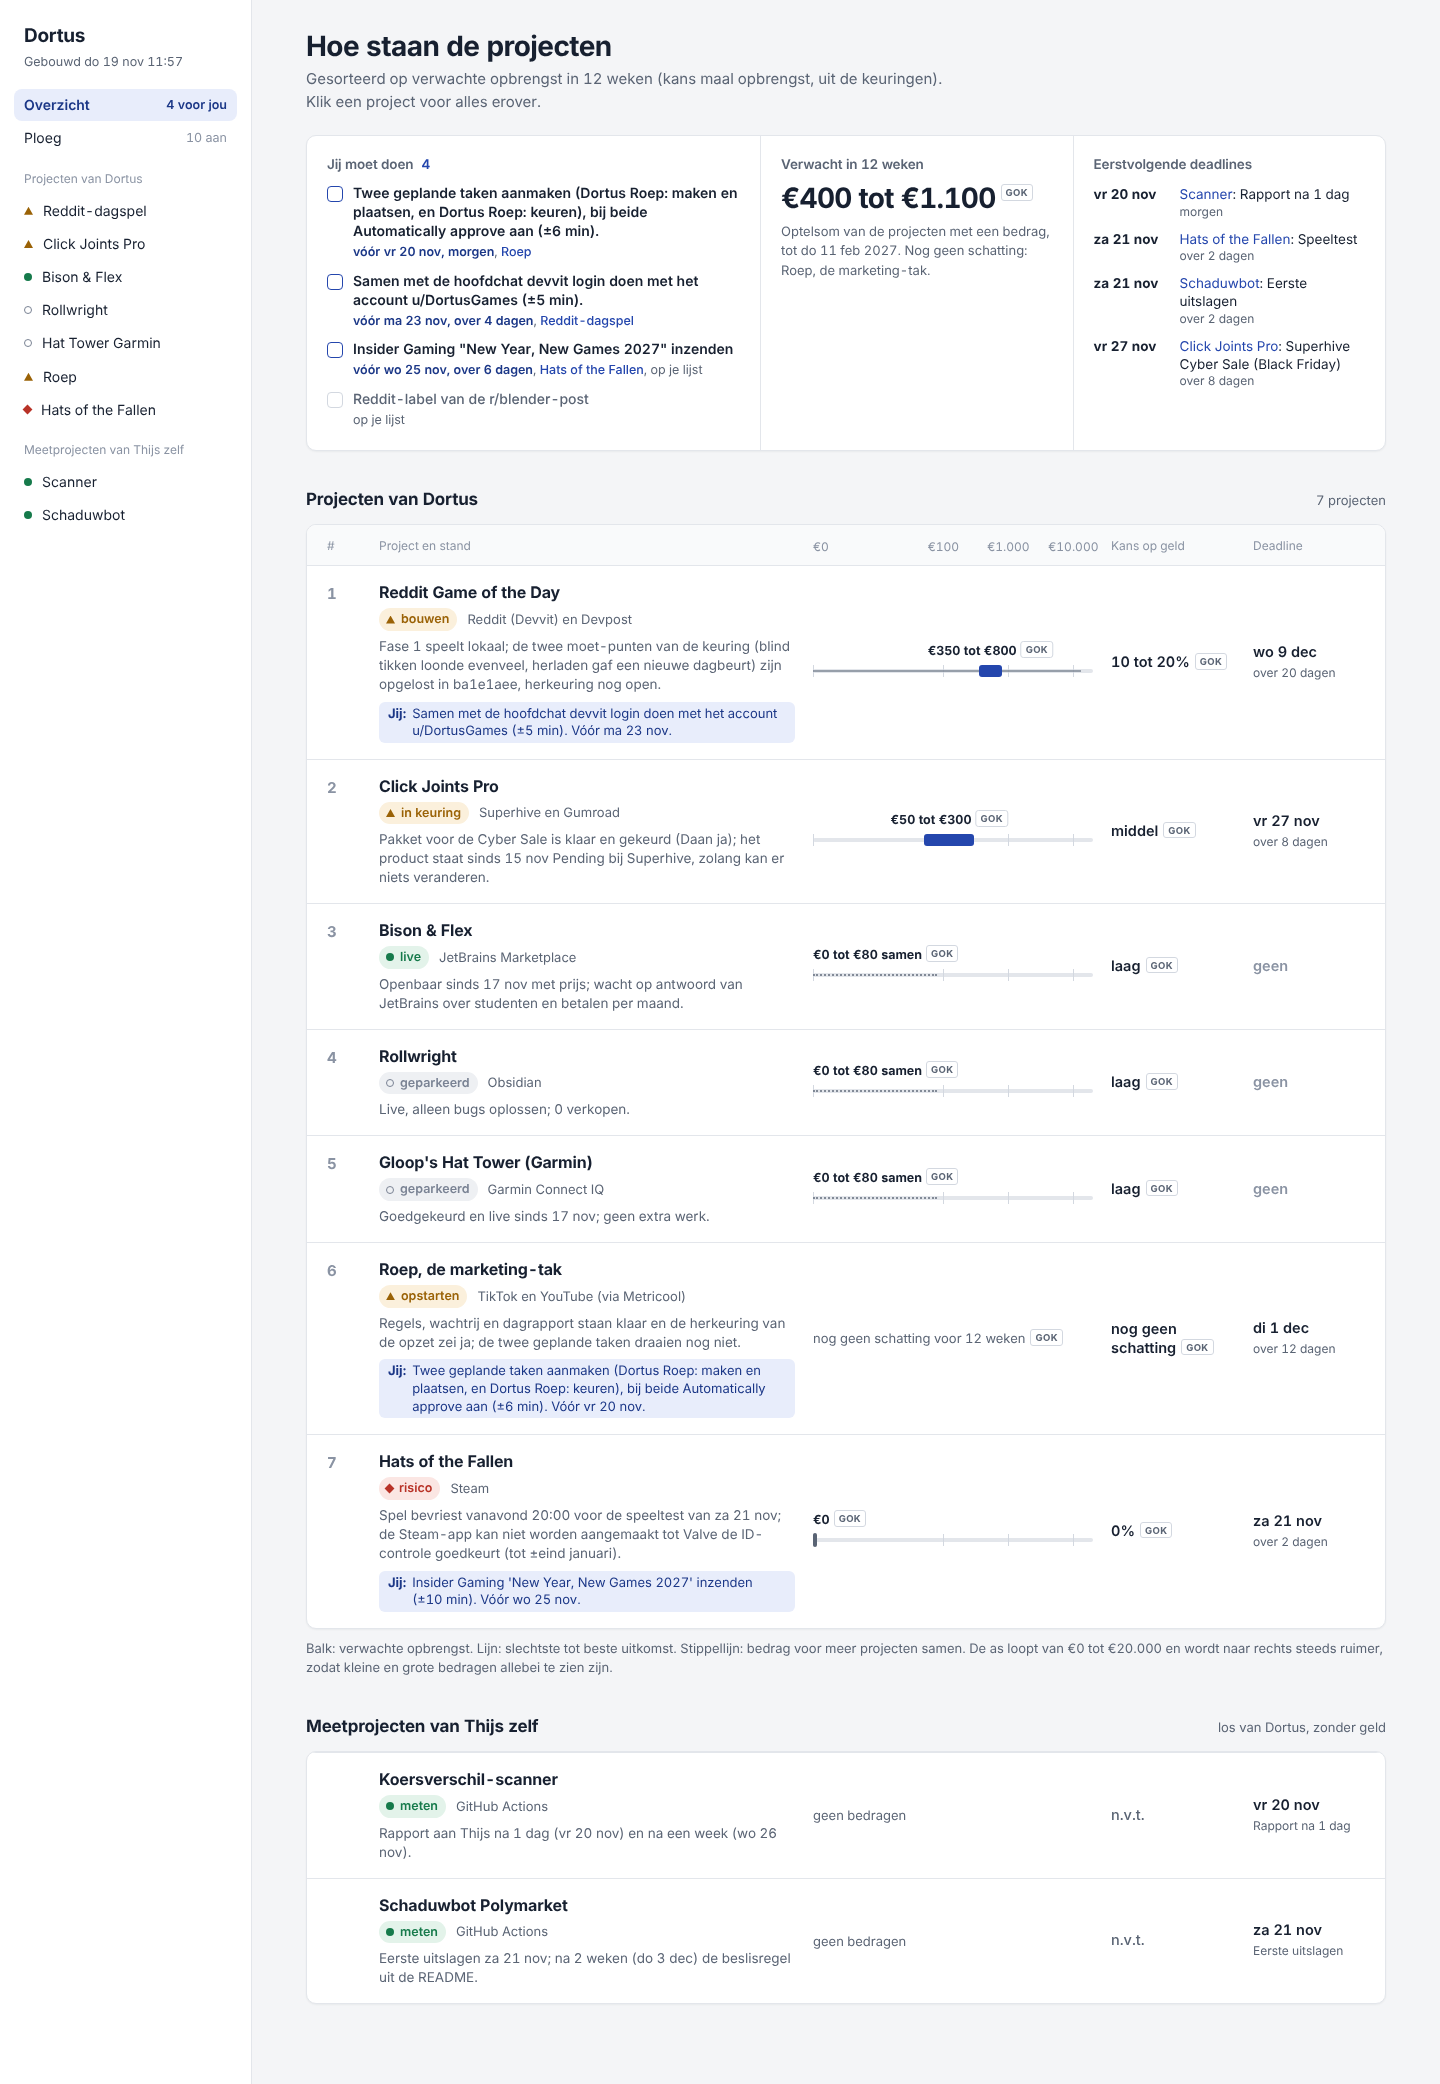 Dortus
Gebouwd do 19 nov 11:57
Overzicht 4 voor jou
Ploeg 10 aan
Projecten van Dortus
Reddit-dagspel
Click Joints Pro
Bison & Flex
Rollwright
Hat Tower Garmin
Roep
Hats of the Fallen
Meetprojecten van Thijs zelf
Scanner
Schaduwbot
Hoe staan de projecten
Gesorteerd op verwachte opbrengst in 12 weken (kans maal opbrengst, uit de keuringen).
Klik een project voor alles erover.
Jij moet doen 4
Twee geplande taken aanmaken (Dortus Roep: maken en
plaatsen, en Dortus Roep: keuren), bij beide
Automatically approve aan (±6 min).
vóór vr 20 nov, morgen, Roep
Samen met de hoofdchat devvit login doen met het
account u/DortusGames (±5 min).
vóór ma 23 nov, over 4 dagen, Reddit-dagspel
Insider Gaming "New Year, New Games 2027" inzenden
vóór wo 25 nov, over 6 dagen, Hats of the Fallen, op je lijst
Reddit-label van de r/blender-post
op je lijst
Verwacht in 12 weken
€400 tot €1.100 GOK
Optelsom van de projecten met een bedrag,
tot do 11 feb 2027. Nog geen schatting:
Roep, de marketing-tak.
Eerstvolgende deadlines
vr 20 nov Scanner: Rapport na 1 dag
morgen
za 21 nov Hats of the Fallen: Speeltest
over 2 dagen
za 21 nov Schaduwbot: Eerste
uitslagen
over 2 dagen
vr 27 nov Click Joints Pro: Superhive
Cyber Sale (Black Friday)
over 8 dagen
Projecten van Dortus 7 projecten
# Project en stand €0 €100 €1.000 €10.000 Kans op geld Deadline
1 Reddit Game of the Day
bouwen Reddit (Devvit) en Devpost
Fase 1 speelt lokaal; de twee moet-punten van de keuring (blind
tikken loonde evenveel, herladen gaf een nieuwe dagbeurt) zijn
opgelost in ba1e1aee, herkeuring nog open.
Jij: Samen met de hoofdchat devvit login doen met het account
u/DortusGames (±5 min). Vóór ma 23 nov.
€350 tot €800 GOK
10 tot 20% GOK
wo 9 dec
over 20 dagen
2 Click Joints Pro
in keuring Superhive en Gumroad
Pakket voor de Cyber Sale is klaar en gekeurd (Daan ja); het
product staat sinds 15 nov Pending bij Superhive, zolang kan er
niets veranderen.
€50 tot €300 GOK
middel GOK
vr 27 nov
over 8 dagen
3 Bison & Flex
live JetBrains Marketplace
Openbaar sinds 17 nov met prijs; wacht op antwoord van
JetBrains over studenten en betalen per maand.
€0 tot €80 samen GOK
laag GOK
geen
4 Rollwright
geparkeerd Obsidian
Live, alleen bugs oplossen; 0 verkopen.
€0 tot €80 samen GOK
laag GOK
geen
5 Gloop's Hat Tower (Garmin)
geparkeerd Garmin Connect IQ
Goedgekeurd en live sinds 17 nov; geen extra werk.
€0 tot €80 samen GOK
laag GOK
geen
6 Roep, de marketing-tak
opstarten TikTok en YouTube (via Metricool)
Regels, wachtrij en dagrapport staan klaar en de herkeuring van
de opzet zei ja; de twee geplande taken draaien nog niet.
Jij: Twee geplande taken aanmaken (Dortus Roep: maken en
plaatsen, en Dortus Roep: keuren), bij beide Automatically
approve aan (±6 min). Vóór vr 20 nov.
nog geen schatting voor 12 weken GOK
nog geen
schatting GOK
di 1 dec
over 12 dagen
7 Hats of the Fallen
risico Steam
Spel bevriest vanavond 20:00 voor de speeltest van za 21 nov;
de Steam-app kan niet worden aangemaakt tot Valve de ID-
controle goedkeurt (tot ±eind januari).
Jij: Insider Gaming 'New Year, New Games 2027' inzenden
(±10 min). Vóór wo 25 nov.
€0 GOK
0% GOK
za 21 nov
over 2 dagen
Balk: verwachte opbrengst. Lijn: slechtste tot beste uitkomst. Stippellijn: bedrag voor meer projecten samen. De as loopt van €0 tot €20.000 en wordt naar rechts steeds ruimer,
zodat kleine en grote bedragen allebei te zien zijn.
Meetprojecten van Thijs zelf los van Dortus, zonder geld
Koersverschil-scanner
meten GitHub Actions
Rapport aan Thijs na 1 dag (vr 20 nov) en na een week (wo 26
nov).
geen bedragen
n.v.t.
vr 20 nov
Rapport na 1 dag
Schaduwbot Polymarket
meten GitHub Actions
Eerste uitslagen za 21 nov; na 2 weken (do 3 dec) de beslisregel
uit de README.
geen bedragen
n.v.t.
za 21 nov
Eerste uitslagen